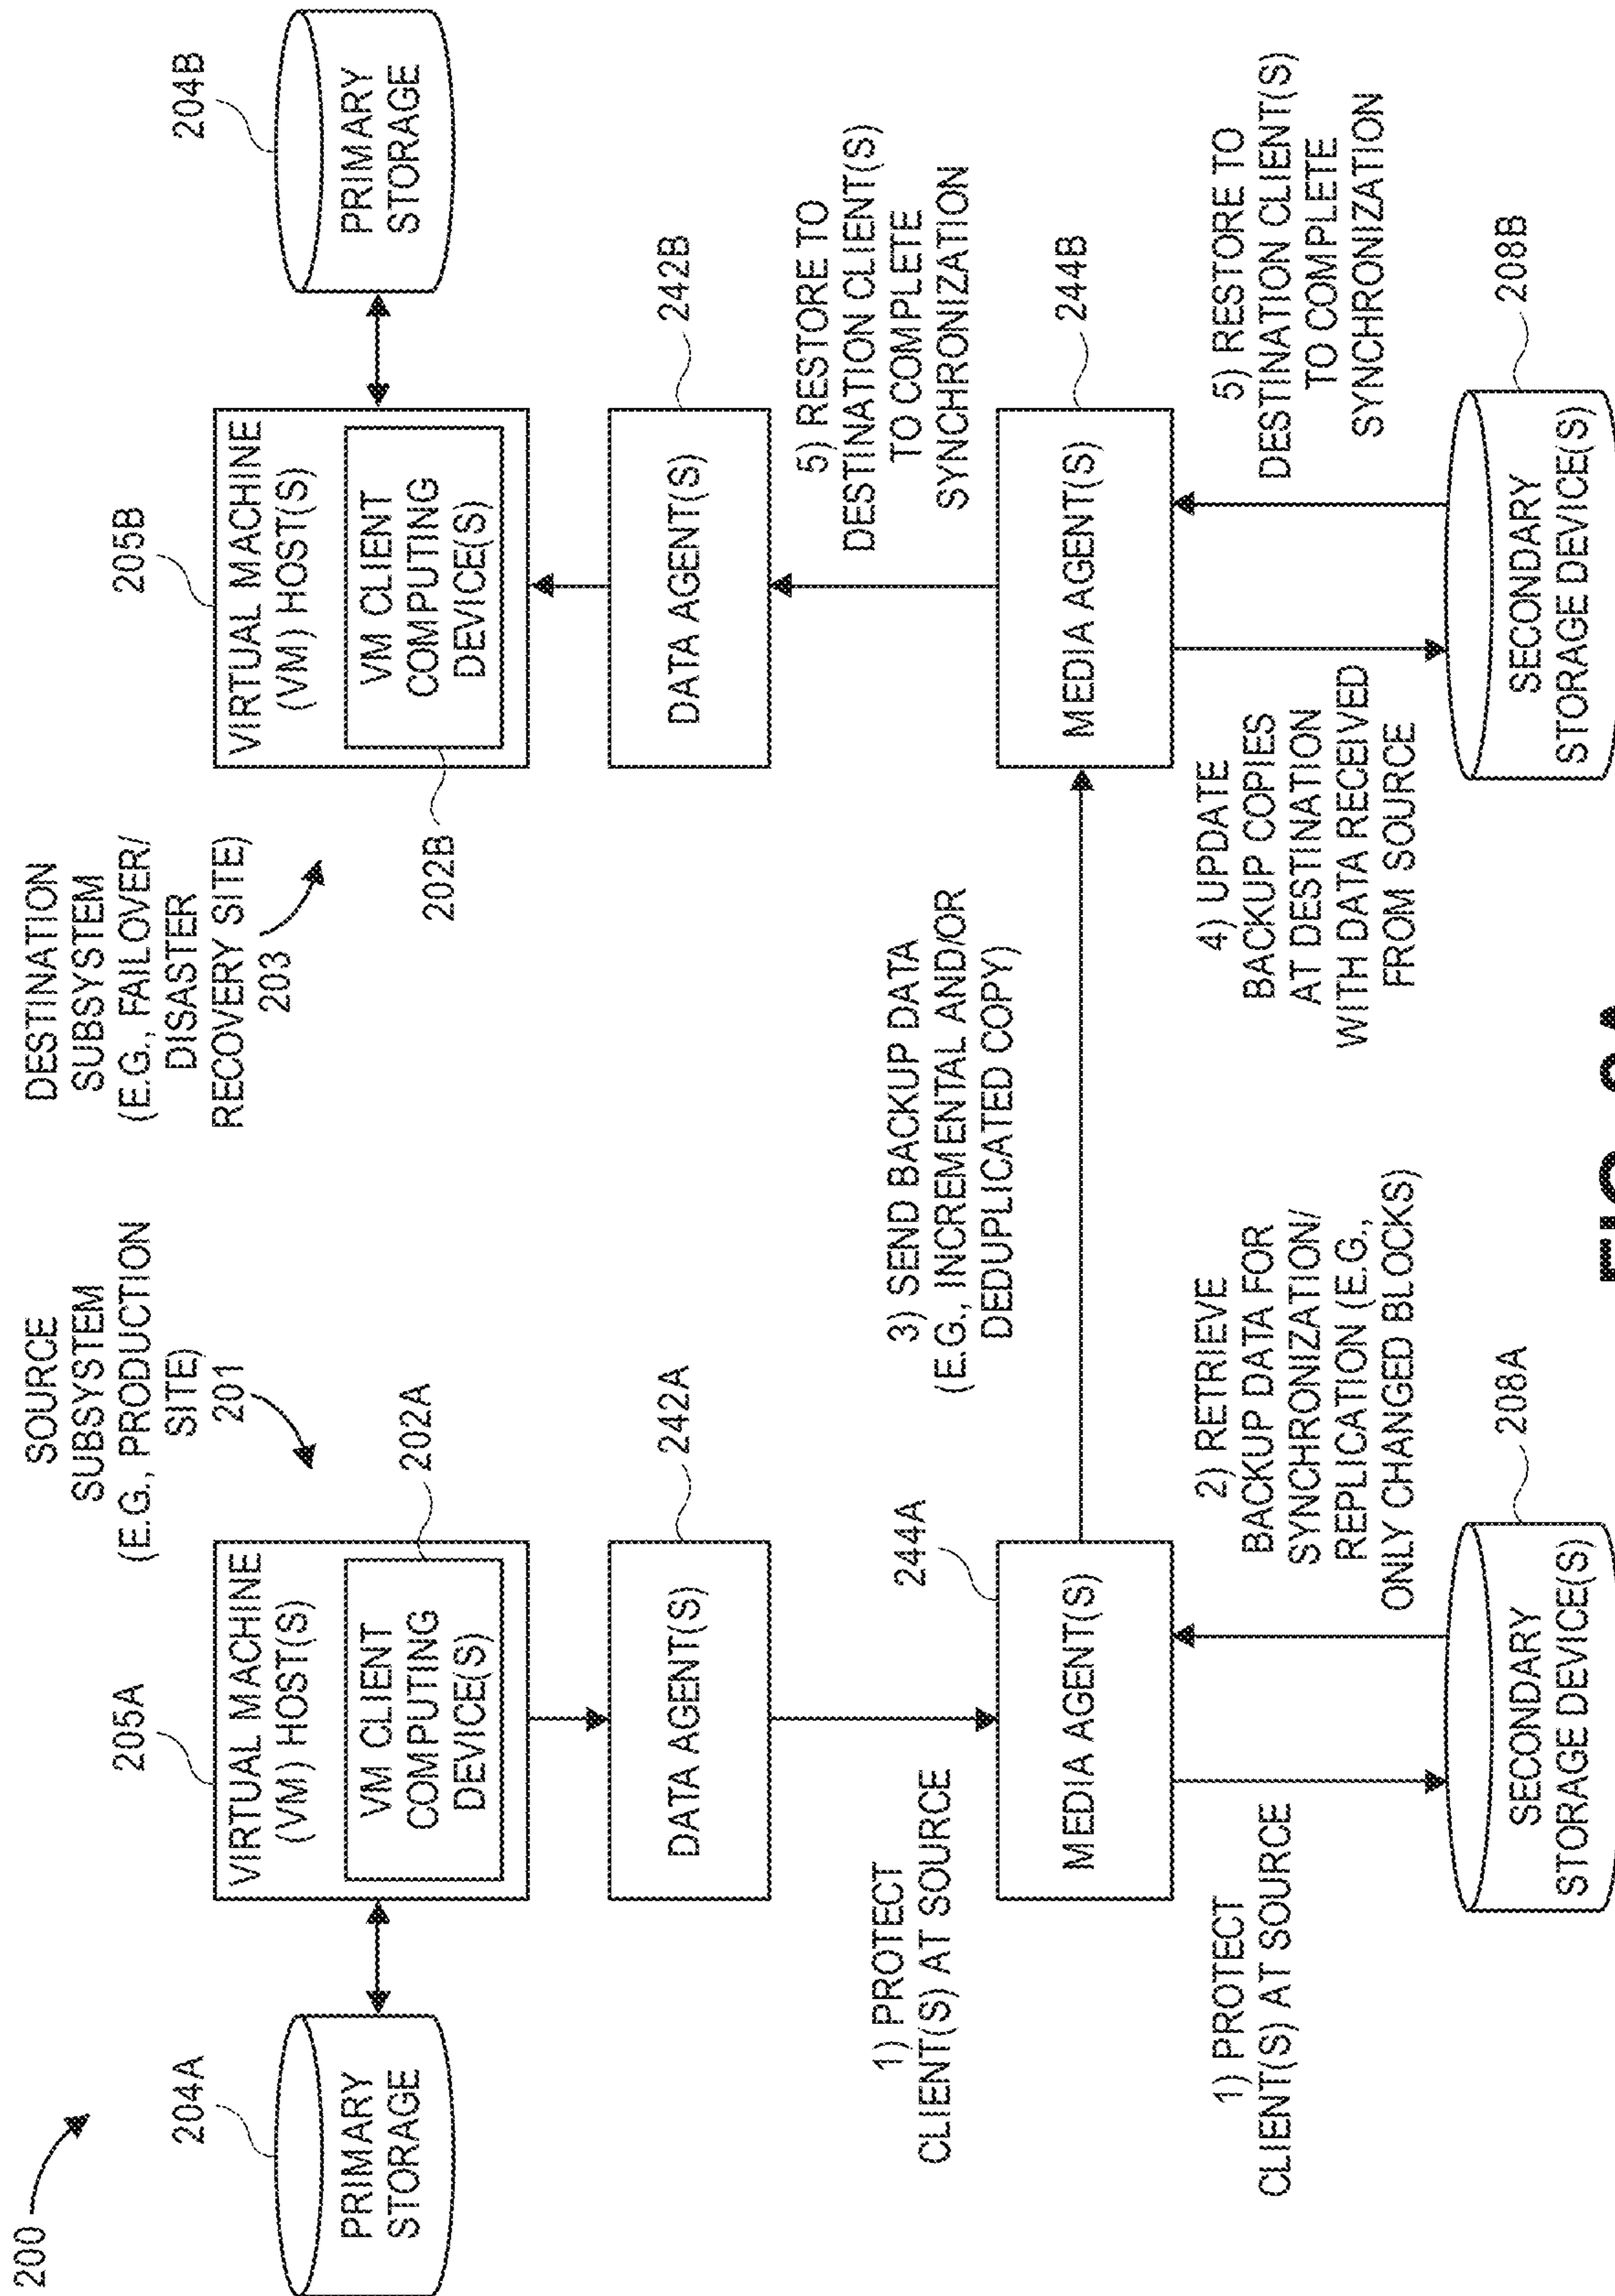 200
SOURCE
SUBSYSTEM
(E.G., PRODUCTION
SITE)
201
DESTINATION
SUBSYSTEM
(E.G., FAILOVER/
DISASTER
RECOVERY SITE)
203
204A
PRIMARY
STORAGE
205A
VIRTUAL MACHINE
(VM) HOST(S)
VM CLIENT
COMPUTING
DEVICE(S)
202A
205B
VIRTUAL MACHINE
(VM) HOST(S)
VM CLIENT
COMPUTING
DEVICE(S)
202B
204B
PRIMARY
STORAGE
DATA AGENT(S)
242A
DATA AGENT(S)
242B
1) PROTECT
CLIENT(S) AT SOURCE
3) SEND BACKUP DATA
(E.G., INCREMENTAL AND/OR
DEDUPLICATED COPY)
5) RESTORE TO
DESTINATION CLIENT(S)
TO COMPLETE
SYNCHRONIZATION
244A
MEDIA AGENT(S)
MEDIA AGENT(S)
244B
1) PROTECT
CLIENT(S) AT SOURCE
2) RETRIEVE
BACKUP DATA FOR
SYNCHRONIZATION/
REPLICATION (E.G.,
ONLY CHANGED BLOCKS)
4) UPDATE
BACKUP COPIES
AT DESTINATION
WITH DATA RECEIVED
FROM SOURCE
5) RESTORE TO
DESTINATION CLIENT(S)
TO COMPLETE
SYNCHRONIZATION
SECONDARY
STORAGE DEVICE(S)
208A
SECONDARY
STORAGE DEVICE(S)
208B